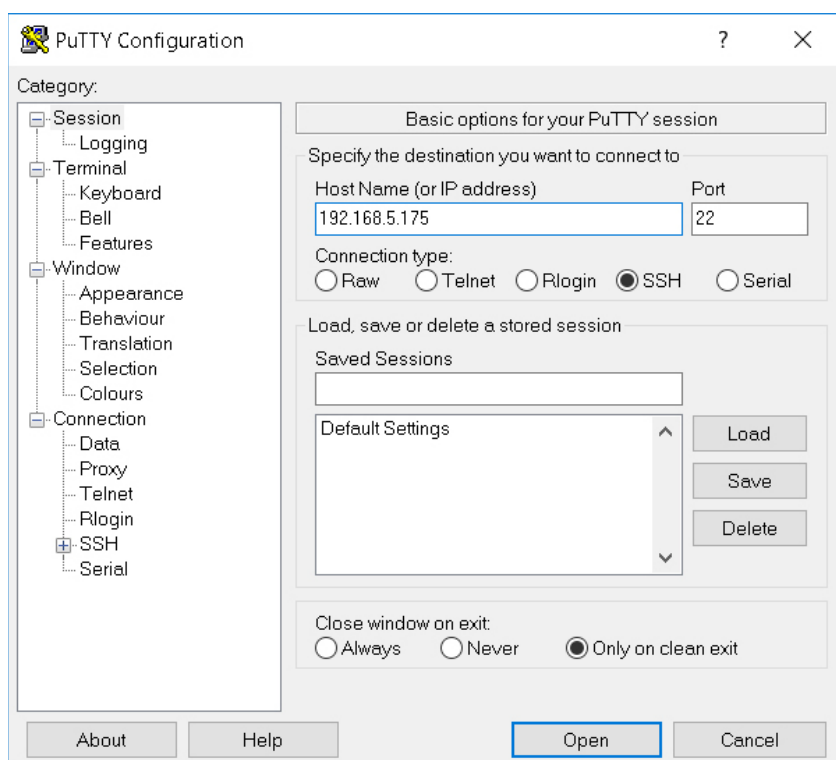 PuTTY Configuration
?
Category:
Session
Logging
Terminal
Keyboard
Bell
Features
Window
Appearance
Behaviour
Translation
Selection
Colours
Connection
Data
Proxy
Telnet
Rlogin
SSH
Serial
Basic options for your PuTTY session
Specify the destination you want to connect to
Host Name (or IP address) Port
192.168.5.175 22
Connection type:
Raw Telnet Rlogin SSH Serial
Load, save or delete a stored session
Saved Sessions
Default Settings
Load
Save
Delete
Close window on exit:
Always Never Only on clean exit
About Help Open Cancel